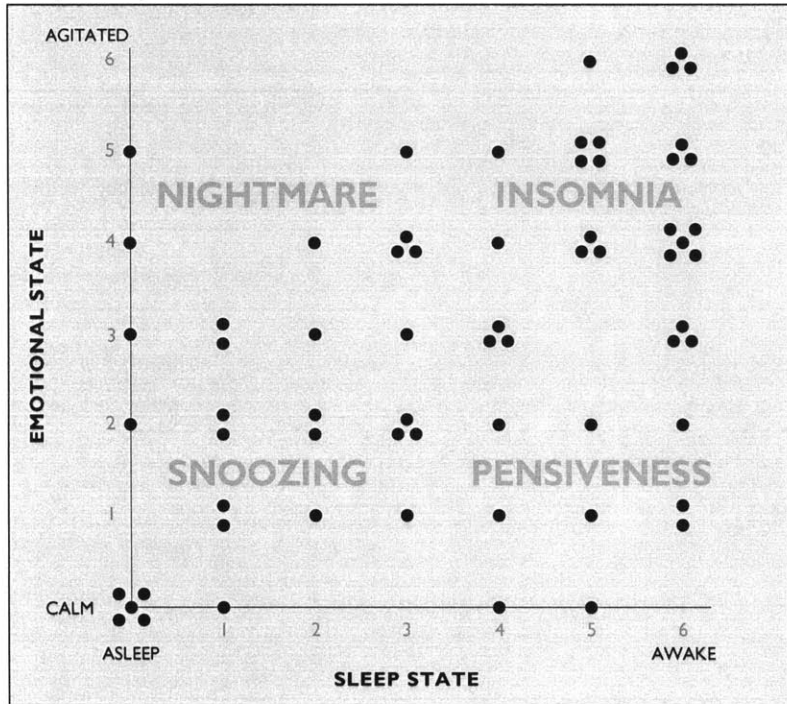 AGITATED
6
5
NIGHTMARE INSOMNIA
4
EMOTIONAL STATE
3
2
SNOOZING PENSIVENESS
1
CALM
1 2 3 4 5 6
ASLEEP AWAKE
SLEEP STATE